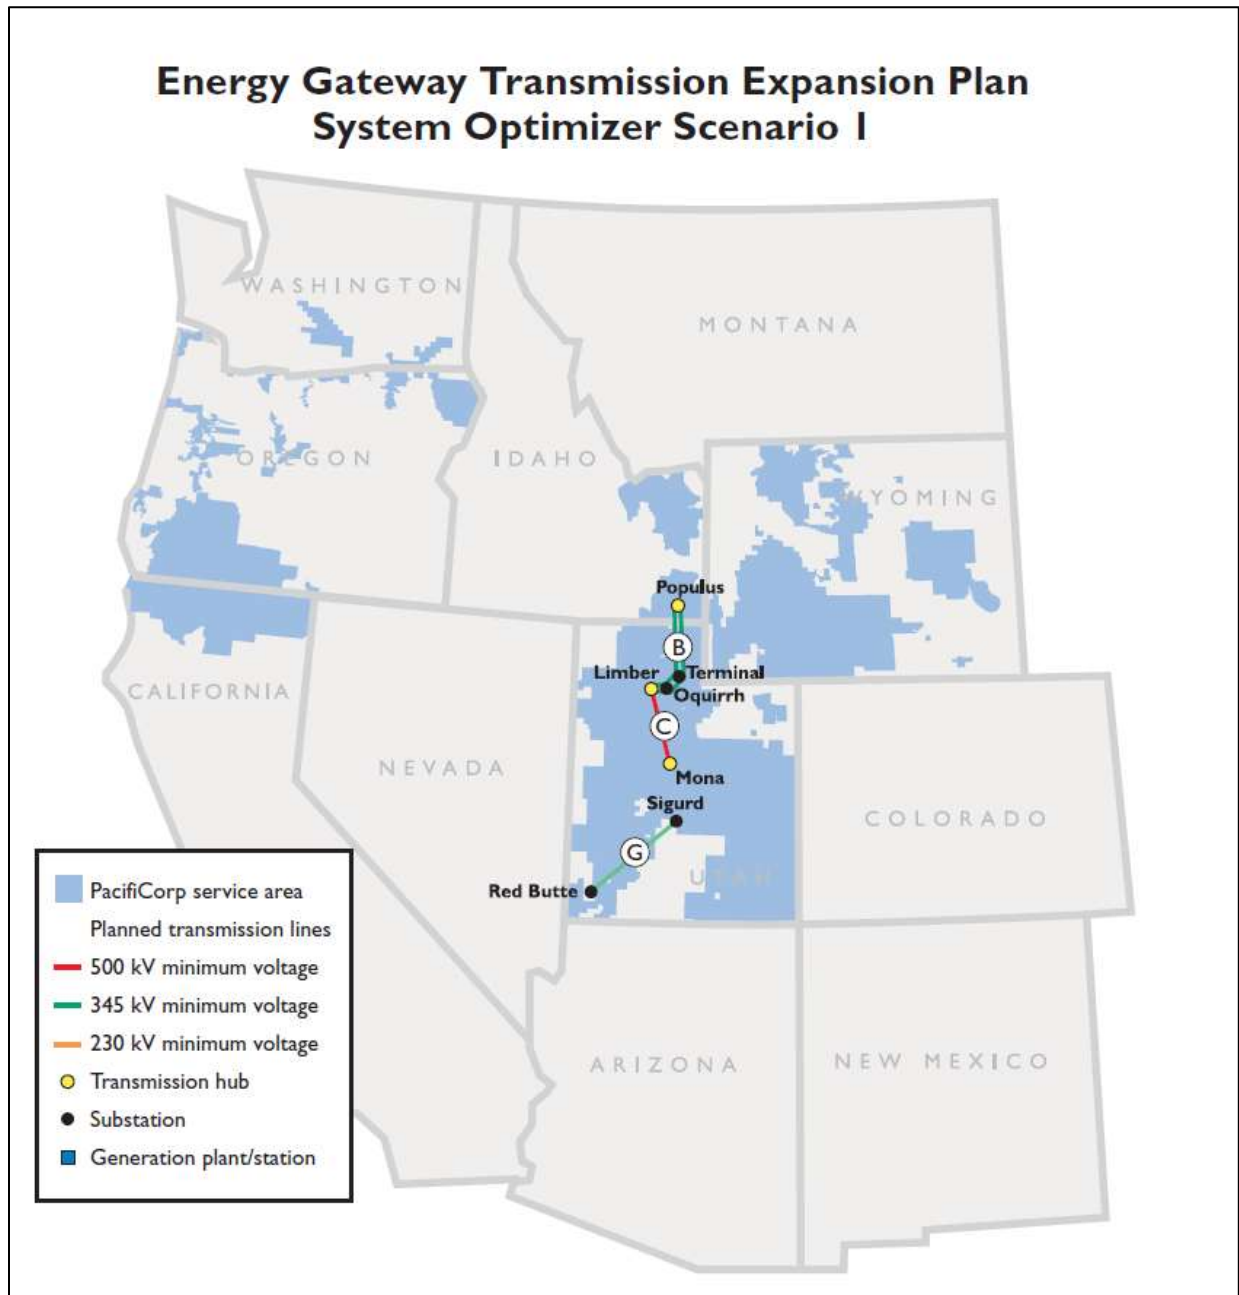 Energy Gateway Transmission Expansion Plan
System Optimizer Scenario 1
WASHINGTON
MONTANA
OREGON
IDAHO
WYOMING
Populus
B
Limber
Terminal
Oquirrh
CALIFORNIA
C
NEVADA
Mona
Sigurd
COLORADO
G
UTAH
Red Butte
PacifiCorp service area
Planned transmission lines
500 kV minimum voltage
345 kV minimum voltage
230 kV minimum voltage
Transmission hub
Substation
Generation plant/station
ARIZONA
NEW MEXICO